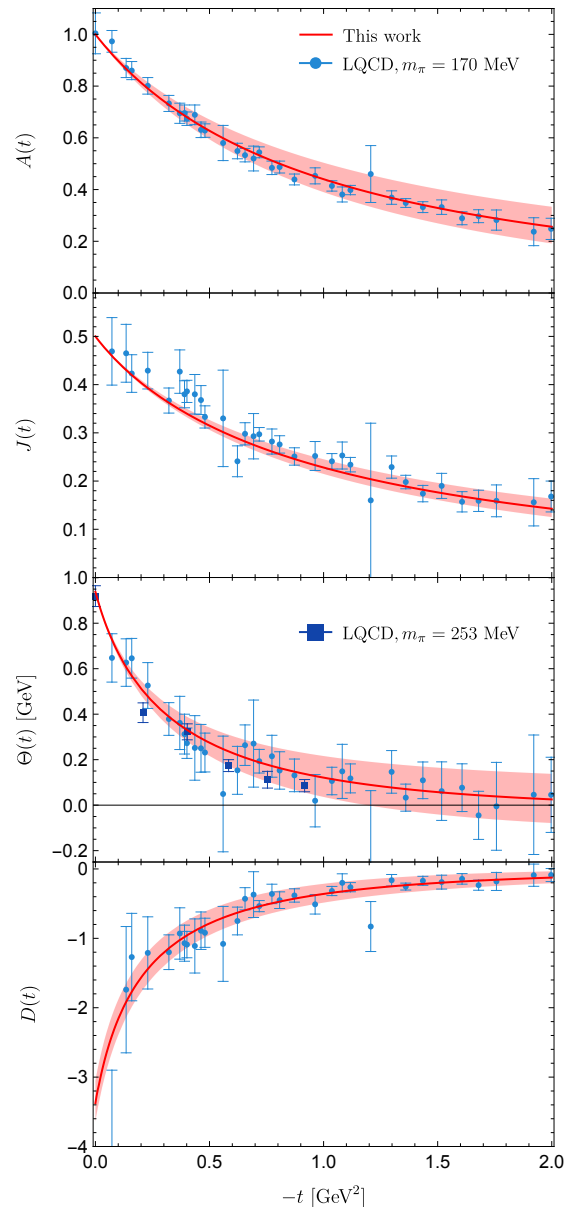 This work
LQCD, mπ = 170 MeV
A(t)
1.0
0.8
0.6
0.4
0.2
0.0
J(t)
0.5
0.4
0.3
0.2
0.1
0.0
LQCD, mπ = 253 MeV
Θ(t) [GeV]
1.0
0.8
0.6
0.4
0.2
0.0
−0.2
D(t)
0
−1
−2
−3
−4
0.0 0.5 1.0 1.5 2.0
−t [GeV²]